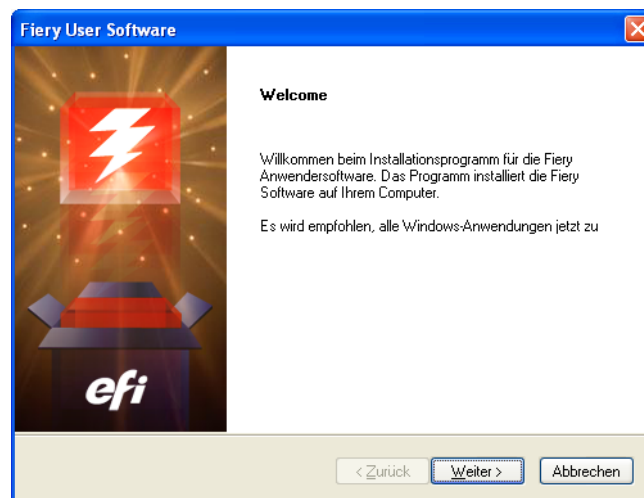 Fiery User Software
Welcome
Willkommen beim Installationsprogramm für die Fiery
Anwendersoftware. Das Programm installiert die Fiery
Software auf Ihrem Computer.
Es wird empfohlen, alle Windows-Anwendungen jetzt zu
efi
< Zurück
Weiter >
Abbrechen